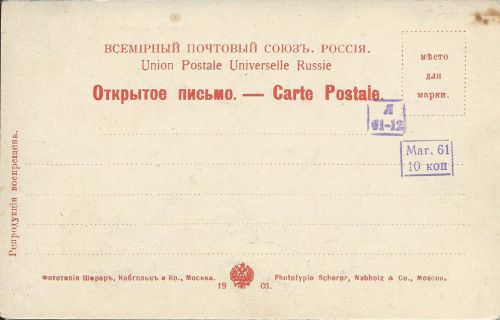 ВСЕМІРНЫЙ ПОЧТОВЫЙ СОЮЗЪ. РОССІЯ.
Union Postale Universelle Russie
Открытое письмо. — Carte Postale.
мѣсто
для
марки.
Л
61-12
Маг. 61
10 коп
Репродукція воспрещена.
Фототипія Шереръ, Набгольцъ и Ко., Москва.
Phototypie Scherer, Nabholz & Co., Moscou.
19 03.